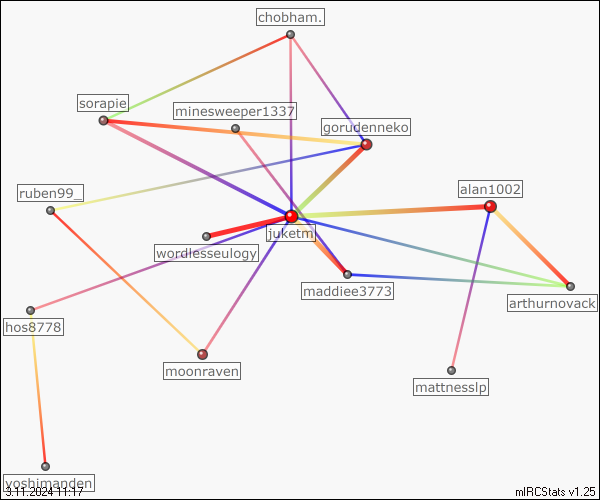 chobham.
sorapie
minesweeper1337
gorudenneko
ruben99_
alan1002
juketm
wordlesseulogy
maddiee3773
arthurnovack
hos8778
moonraven
mattnesslp
yoshimanden
3.11.2024 11:17
mIRCStats v1.25